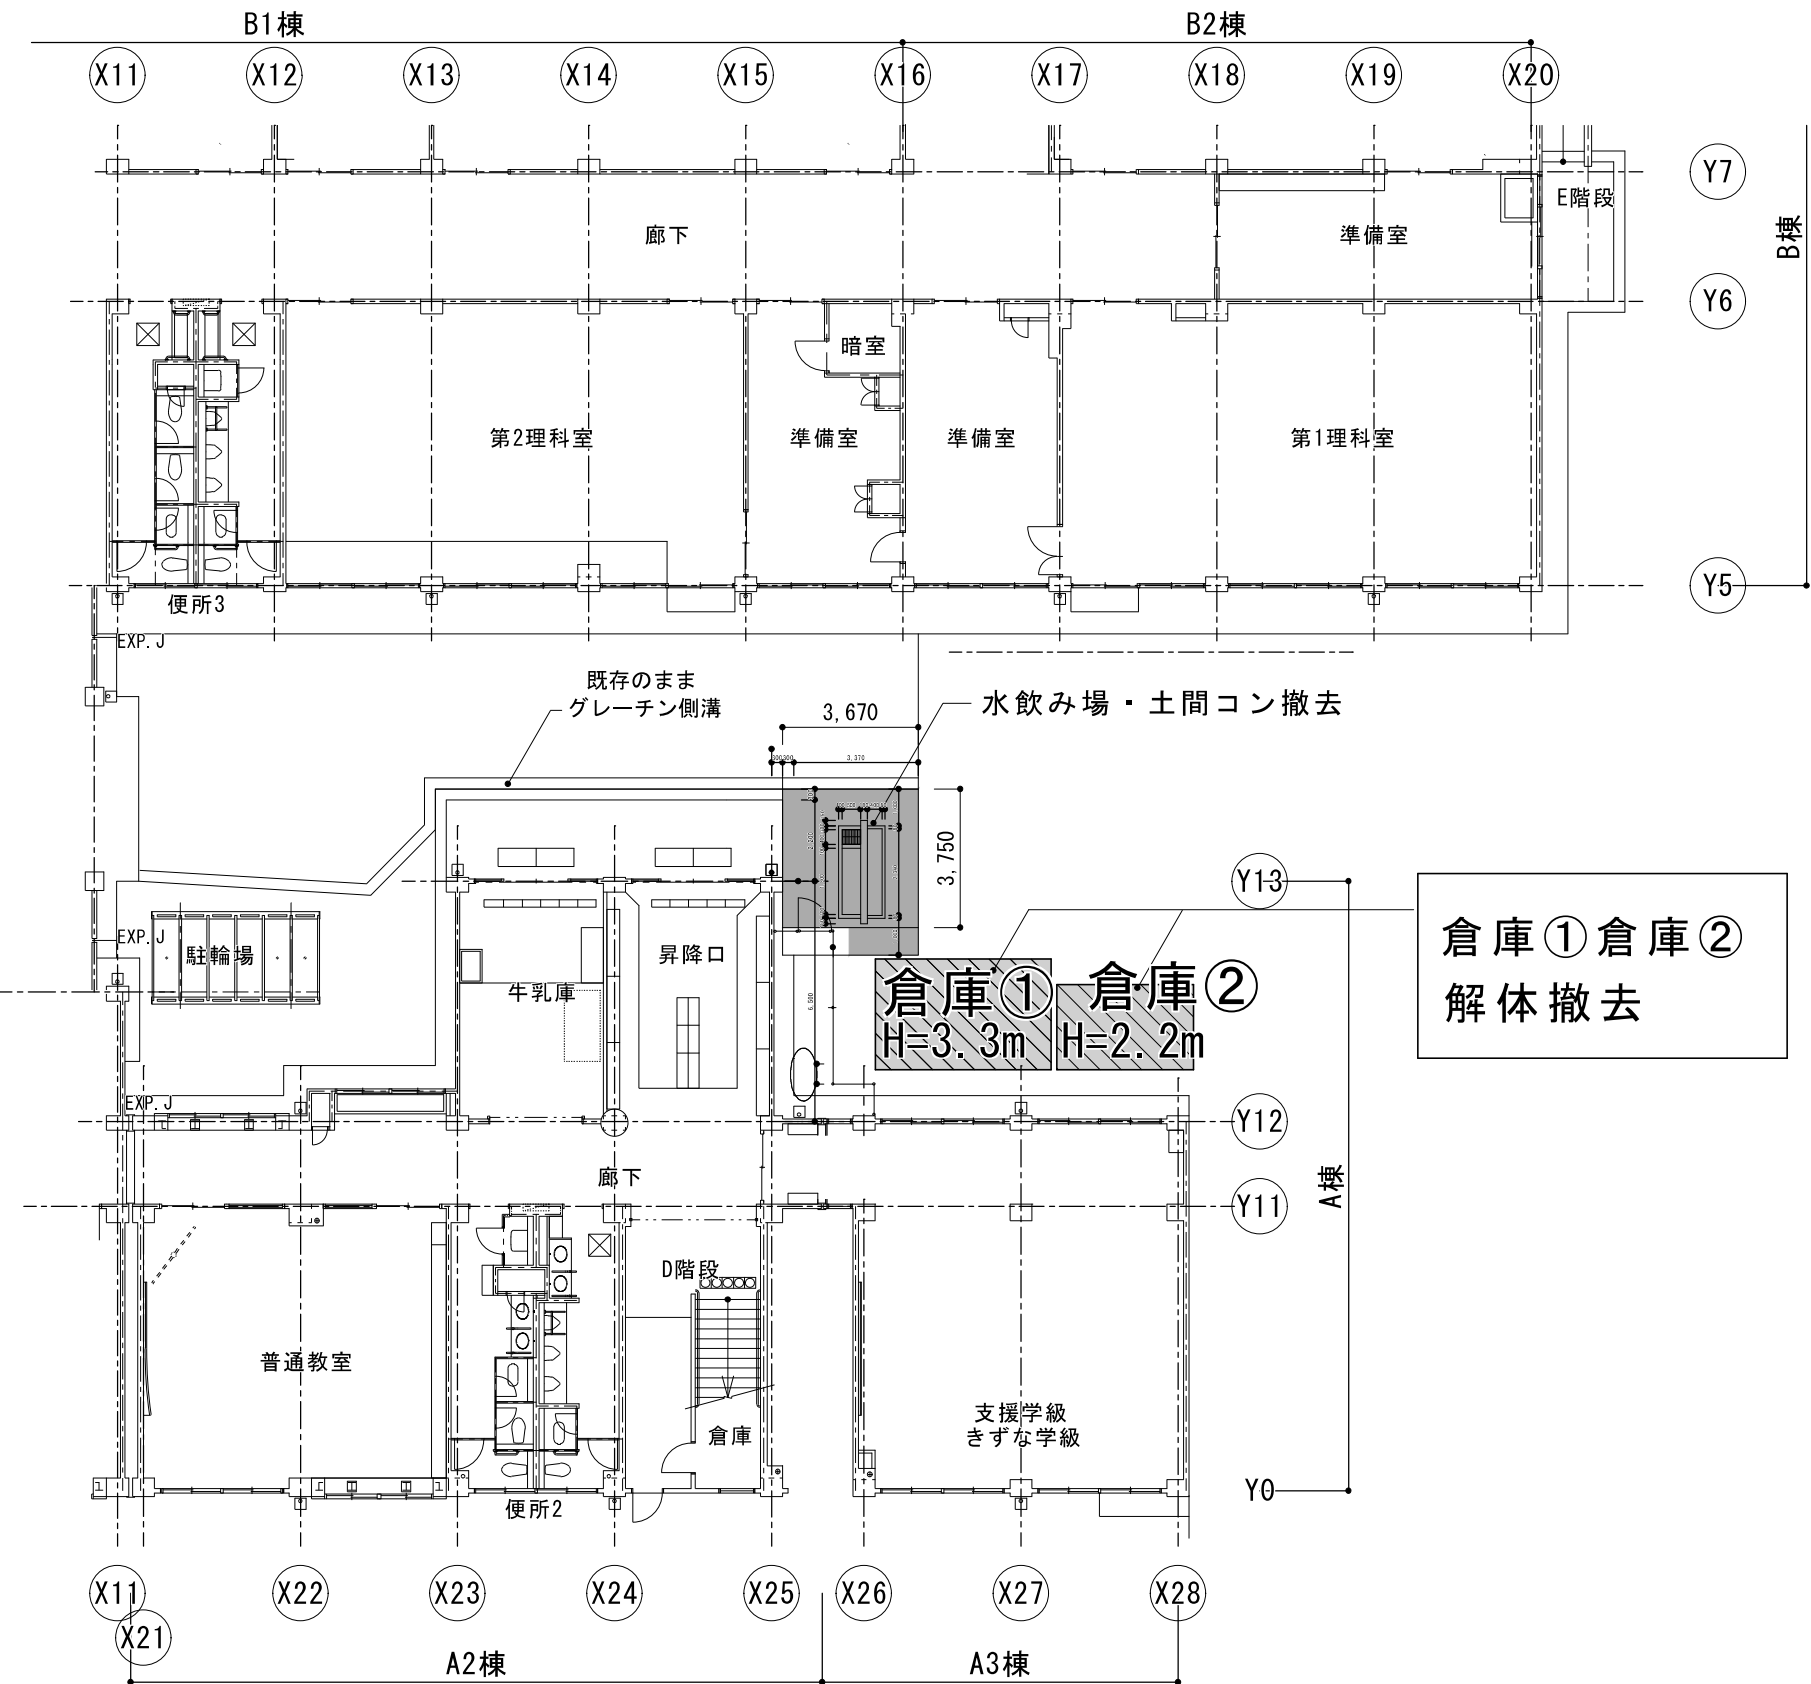 B1棟
B2棟
X11
X12
X13
X14
X15
X16
X17
X18
X19
X20
Y7
E階段
廊下
準備室
B棟
Y6
暗室
第2理科室
準備室
準備室
第1理科室
Y5
便所3
EXP.J
既存のまま
グレーチン側溝
3,670
水飲み場・土間コン撤去
3,370
3,750
Y13
倉庫①倉庫②
解体撤去
EXP.J
駐輪場
昇降口
牛乳庫
倉庫①
H=3.3m
倉庫②
H=2.2m
EXP.J
Y12
廊下
A棟
Y11
D階段
普通教室
支援学級
きずな学級
倉庫
Y0
便所2
X11
X22
X23
X24
X25
X26
X27
X28
X21
A2棟
A3棟